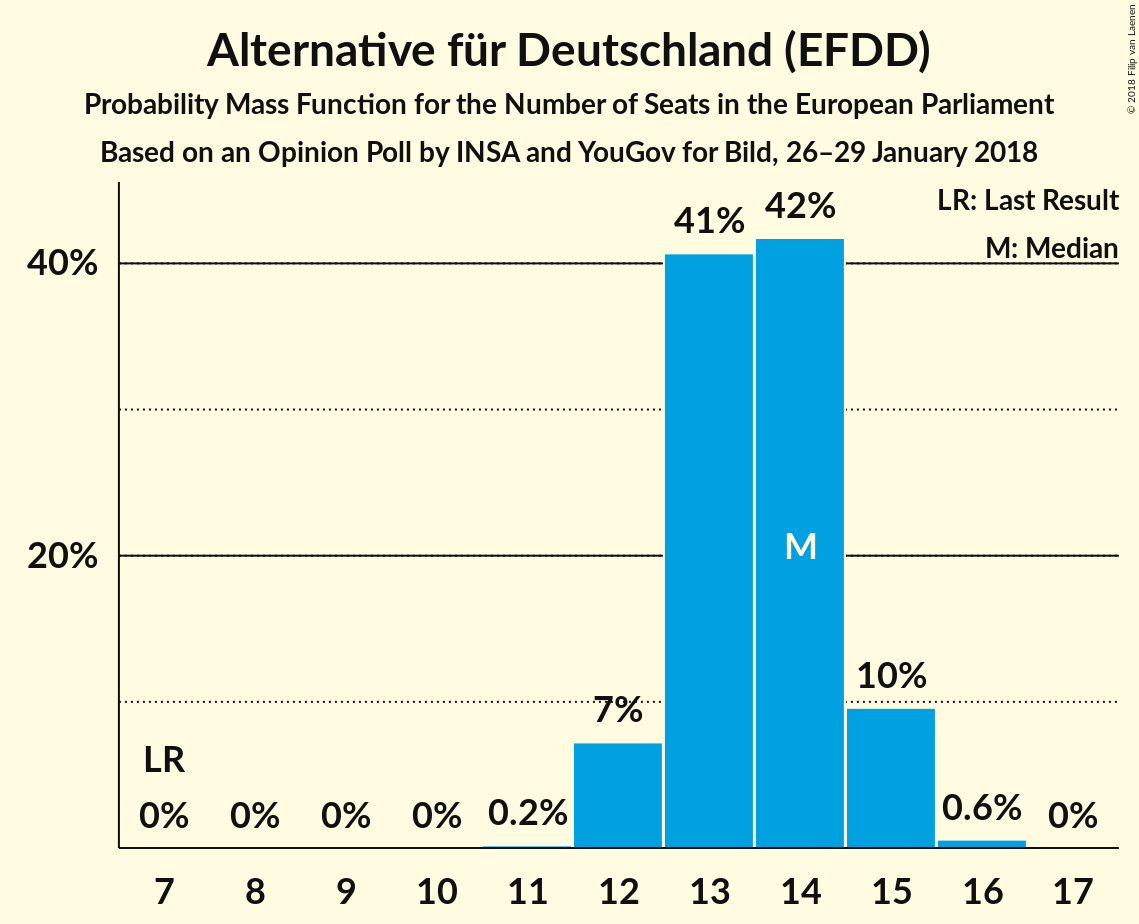 Alternative für Deutschland (EFDD)
Probability Mass Function for the Number of Seats in the European Parliament
Based on an Opinion Poll by INSA and YouGov for Bild, 26–29 January 2018
© 2018 Filip van Laenen
LR: Last Result
M: Median
41% 42%
40%
M
20%
10%
7%
LR
0% 0% 0% 0% 0.2% 0.6% 0%
7 8 9 10 11 12 13 14 15 16 17